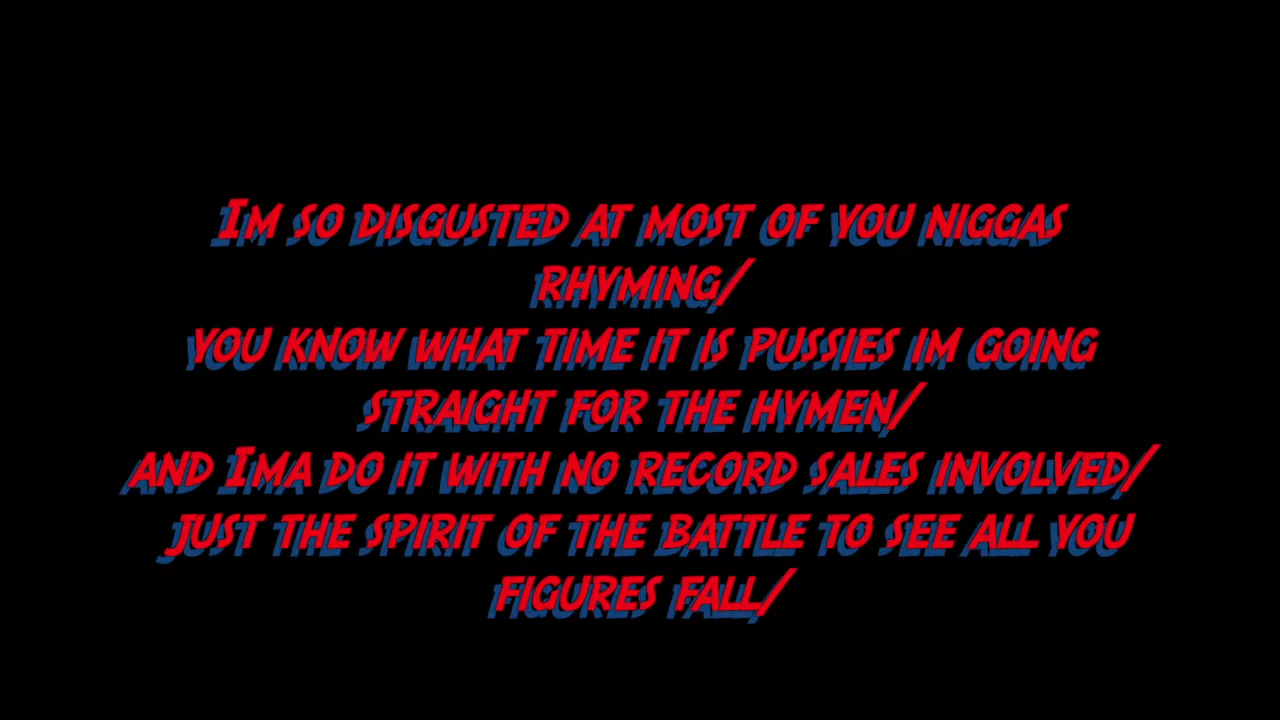 Im so disgusted at most of you niggas
rhyming/
you know what time it is pussies im going
straight for the hymen/
and Ima do it with no record sales involved/
just the spirit of the battle to see all you
figures fall/